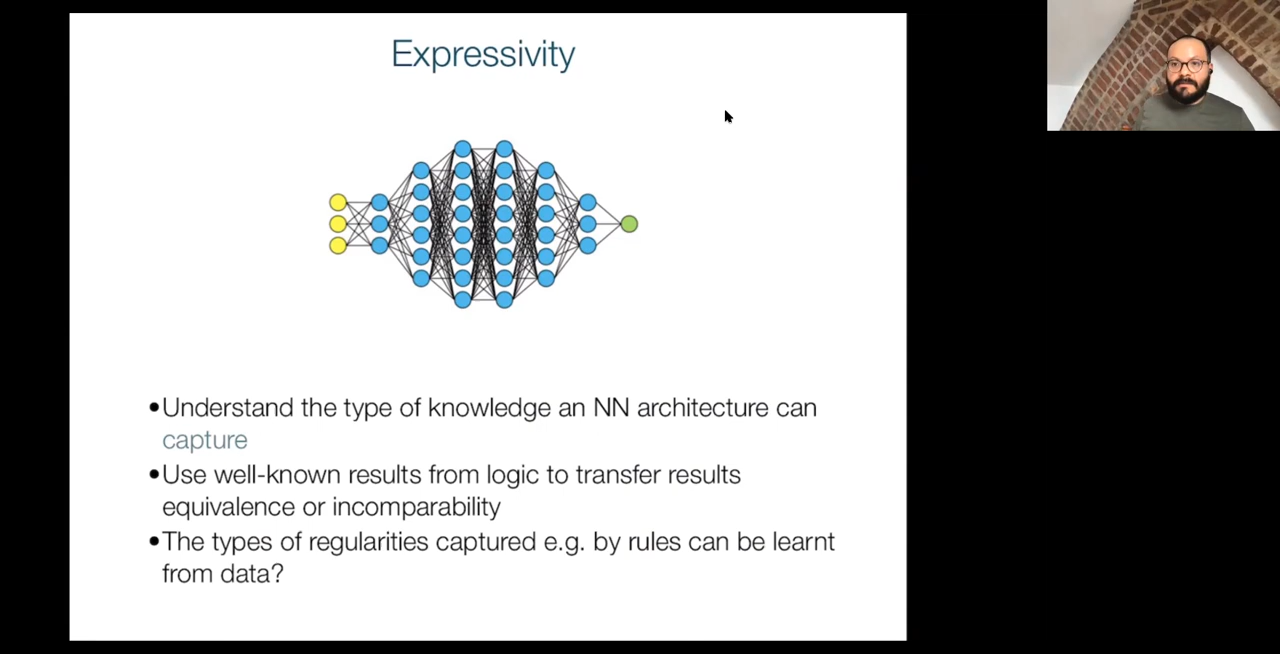 Expressivity
•Understand the type of knowledge an NN architecture can
capture
•Use well-known results from logic to transfer results
equivalence or incomparability
•The types of regularities captured e.g. by rules can be learnt
from data?